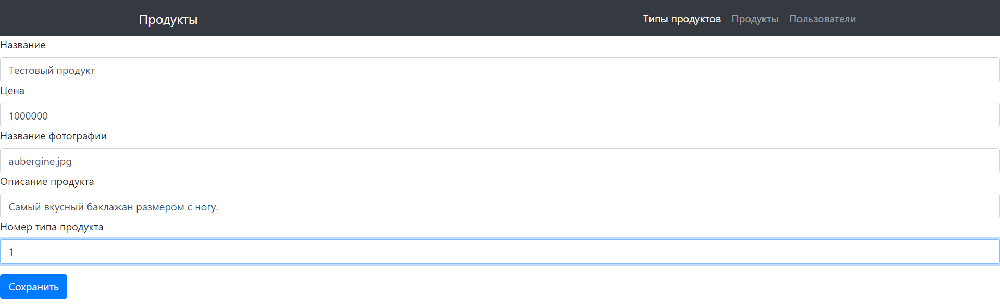 Продукты Типы продуктов Продукты Пользователи
Название
Тестовый продукт
Цена
1000000
Название фотографии
aubergine.jpg
Описание продукта
Самый вкусный баклажан размером с ногу.
Номер типа продукта
1
Сохранить